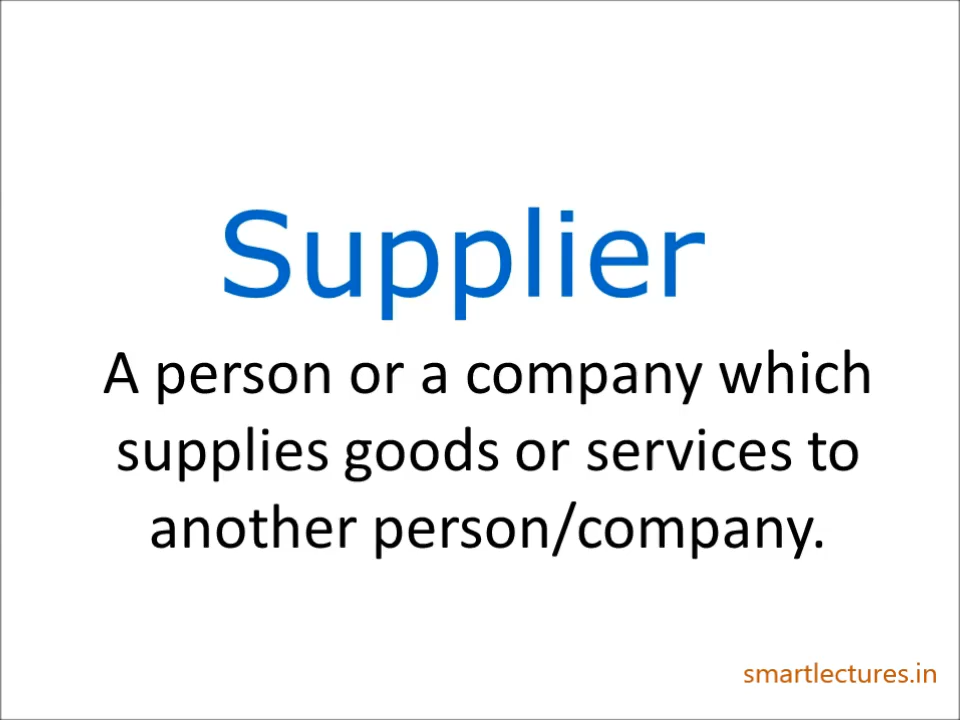 Supplier
A person or a company which
supplies goods or services to
another person/company.
smartlectures.in